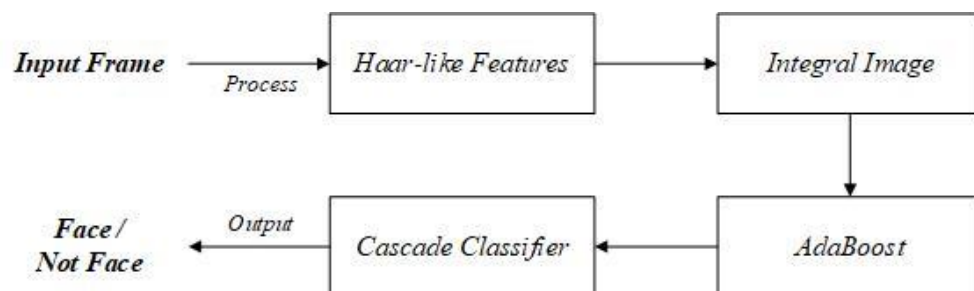 Input Frame
Process
Haar-like Features
Integral Image
Face /
Not Face
Output
Cascade Classifier
AdaBoost